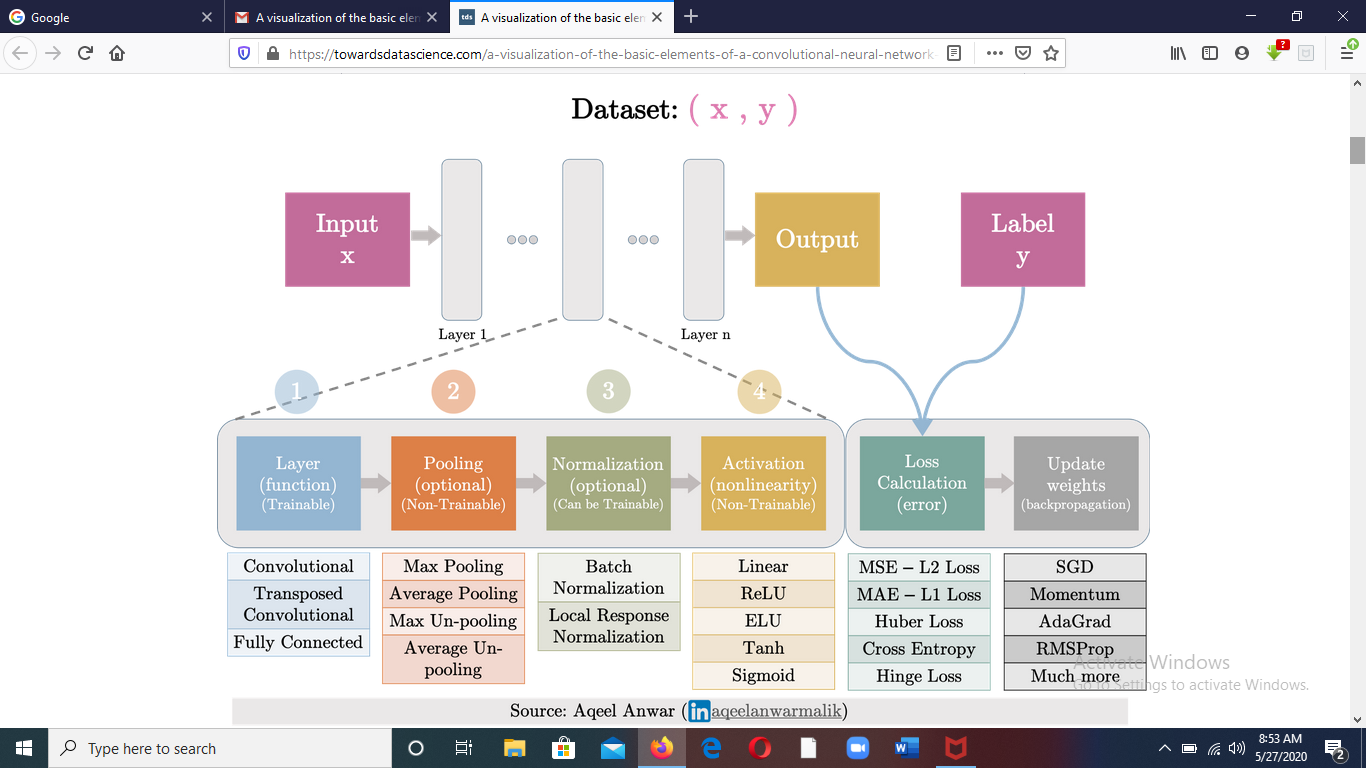 Google
A visualization of the basic elem
tds A visualization of the basic elem
https://towardsdatascience.com/a-visualization-of-the-basic-elements-of-a-convolutional-neural-network-
?
Dataset: ( x , y )
Input
x
Output
Label
y
Layer 1
Layer n
1
2
3
4
Layer
(function)
(Trainable)
Pooling
(optional)
(Non-Trainable)
Normalization
(optional)
(Can be Trainable)
Activation
(nonlinearity)
(Non-Trainable)
Loss
Calculation
(error)
Update
weights
(backpropagation)
Convolutional
Transposed
Convolutional
Fully Connected
Max Pooling
Average Pooling
Max Un-pooling
Average Un-
pooling
Batch
Normalization
Local Response
Normalization
Linear
ReLU
ELU
Tanh
Sigmoid
MSE – L2 Loss
MAE – L1 Loss
Huber Loss
Cross Entropy
Hinge Loss
SGD
Momentum
AdaGrad
RMSProp
Much more
Activate Windows
Go to Settings to activate Windows.
Source: Aqeel Anwar (in aqeelanwarmalik)
Type here to search
8:53 AM
5/27/2020
2